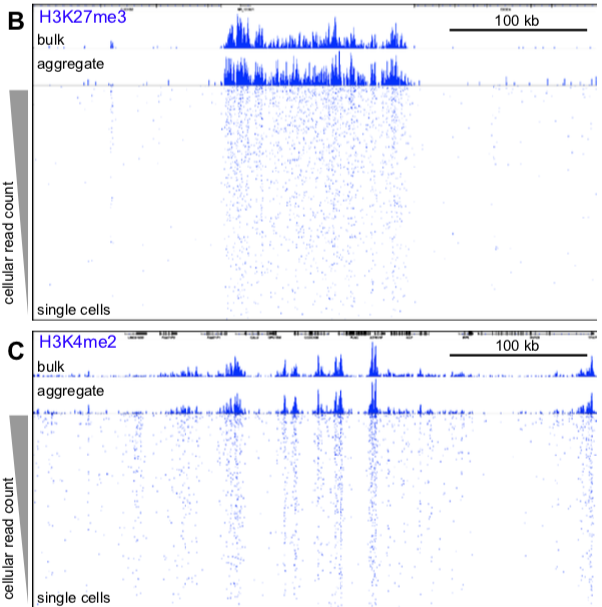 B
H3K27me3
bulk
100 kb
aggregate
cellular read count
single cells
C
H3K4me2
bulk
100 kb
aggregate
cellular read count
single cells